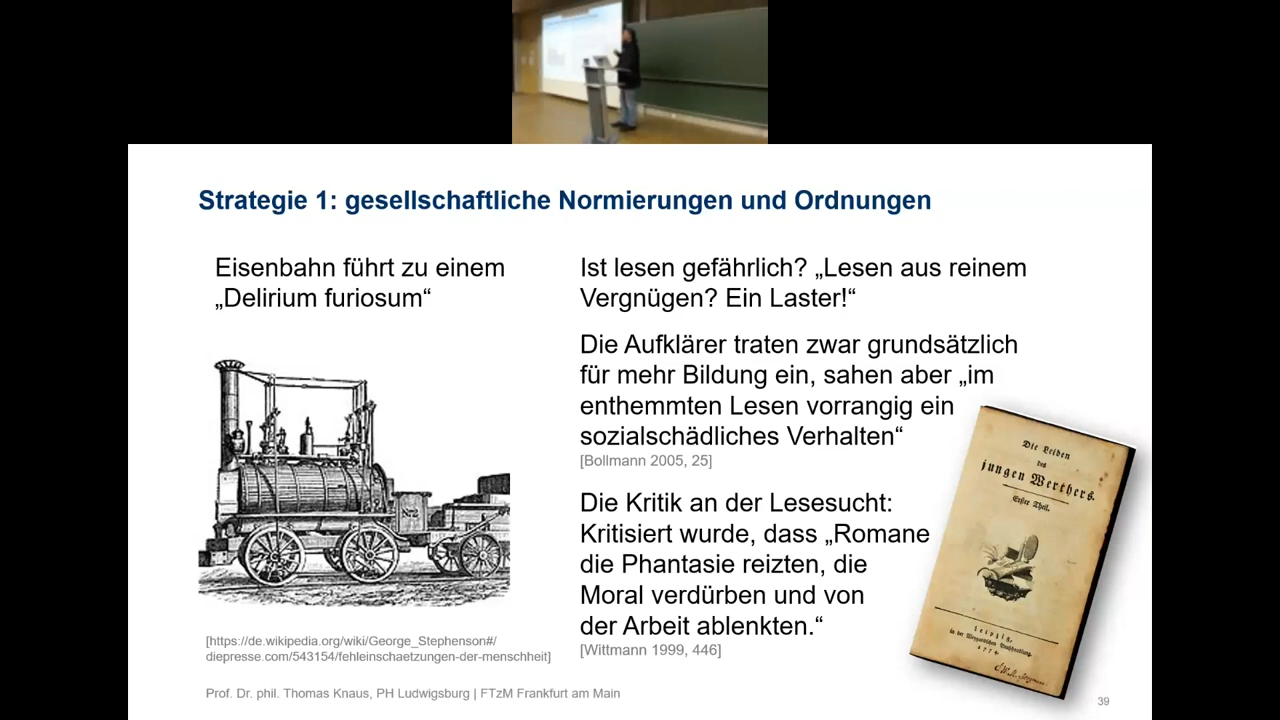 Strategie 1: gesellschaftliche Normierungen und Ordnungen
Eisenbahn führt zu einem
„Delirium furiosum“
[https://de.wikipedia.org/wiki/George_Stephenson#/
diepresse.com/543154/fehleinschaetzungen-der-menschheit]
Ist lesen gefährlich? „Lesen aus reinem
Vergnügen? Ein Laster!“
Die Aufklärer traten zwar grundsätzlich
für mehr Bildung ein, sahen aber „im
enthemmten Lesen vorrangig ein
sozialschädliches Verhalten“
[Bollmann 2005, 25]
Die Kritik an der Lesesucht:
Kritisiert wurde, dass „Romane
die Phantasie reizten, die
Moral verdürben und von
der Arbeit ablenkten.“
[Wittmann 1999, 446]
Die Leiden
des
jungen Werthers.
Erster Theil.
Leipzig,
in der Weygandschen Buchhandlung.
1774.
Prof. Dr. phil. Thomas Knaus, PH Ludwigsburg | FTzM Frankfurt am Main
39